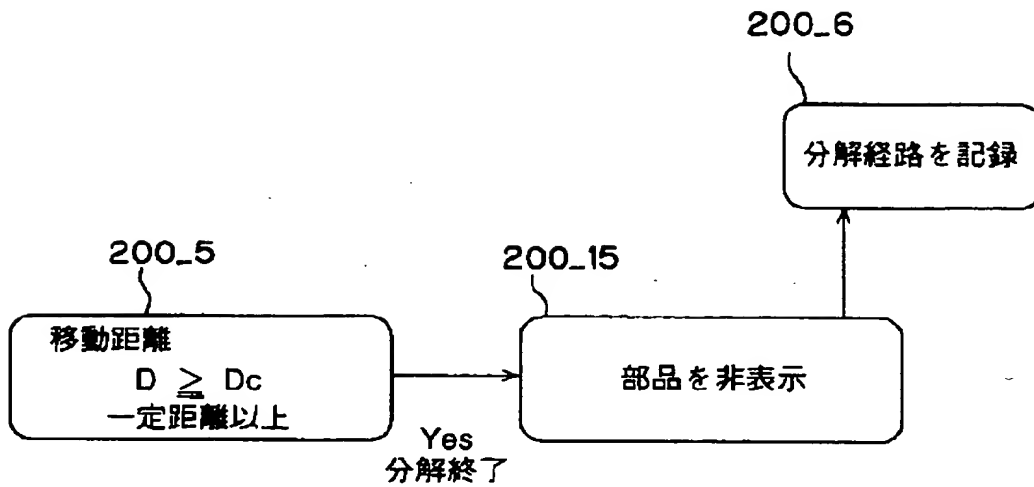 200_6
分解経路を記録
200_5
移動距離
D ≧ Dc
一定距離以上
Yes
分解終了
200_15
部品を非表示